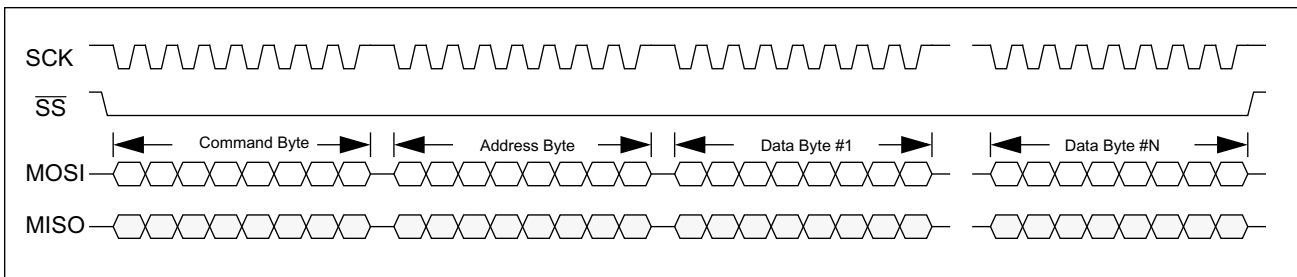 SCK
SS
Command Byte Address Byte Data Byte #1 Data Byte #N
MOSI
MISO